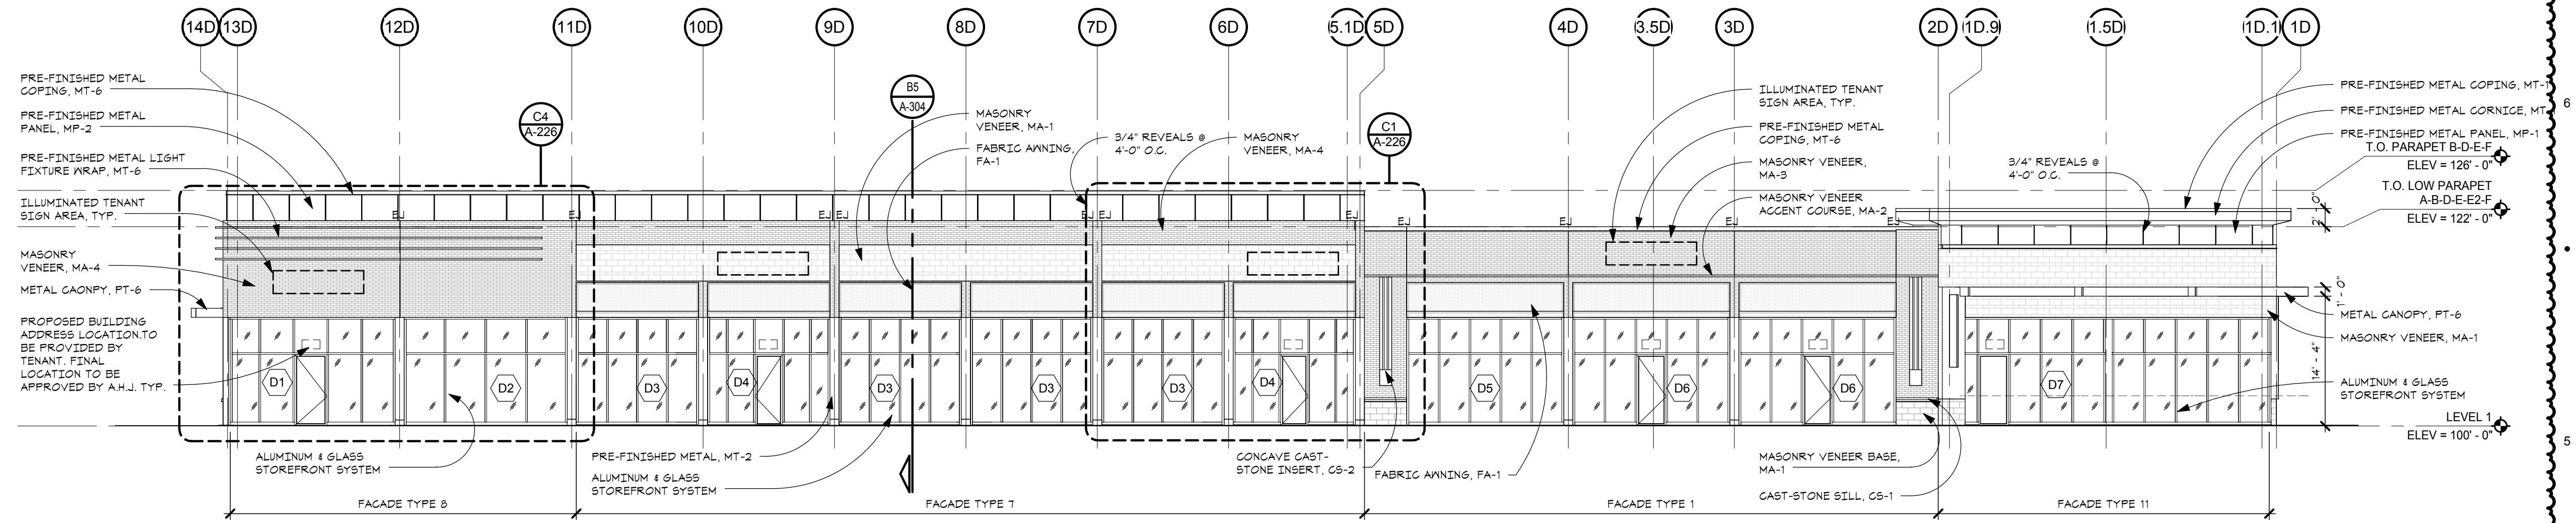 14D
13D
12D
11D
10D
9D
8D
7D
6D
5.1D
5D
4D
3.5D
3D
2D
1D.9
1.5D
1D.1
1D
PRE-FINISHED METAL
COPING, MT-6
PRE-FINISHED METAL
PANEL, MP-2
PRE-FINISHED METAL LIGHT
FIXTURE WRAP, MT-6
ILLUMINATED TENANT
SIGN AREA, TYP.
MASONRY
VENEER, MA-4
METAL CAONPY, PT-6
PROPOSED BUILDING
ADDRESS LOCATION.TO
BE PROVIDED BY
TENANT. FINAL
LOCATION TO BE
APPROVED BY A.H.J. TYP.
C4
A-226
B5
A-304
MASONRY
VENEER, MA-1
FABRIC AWNING,
FA-1
3/4" REVEALS @
4'-0" O.C.
MASONRY
VENEER, MA-4
C1
A-226
ILLUMINATED TENANT
SIGN AREA, TYP.
PRE-FINISHED METAL
COPING, MT-6
MASONRY VENEER,
MA-3
MASONRY VENEER
ACCENT COURSE, MA-2
3/4" REVEALS @
4'-0" O.C.
PRE-FINISHED METAL COPING, MT-1
PRE-FINISHED METAL CORNICE, MT-
PRE-FINISHED METAL PANEL, MP-1
T.O. PARAPET B-D-E-F
ELEV = 126' - 0"
T.O. LOW PARAPET
A-B-D-E-E2-F
ELEV = 122' - 0"
6
EJ
EJ
EJ
EJ
EJ
EJ
EJ
EJ
EJ
EJ
2' - 0"
1' - 0"
14' - 4"
METAL CANOPY, PT-6
MASONRY VENEER, MA-1
ALUMINUM & GLASS
STOREFRONT SYSTEM
LEVEL 1
ELEV = 100' - 0"
5
D1
D2
D3
D4
D3
D3
D3
D4
D5
D6
D6
D7
ALUMINUM & GLASS
STOREFRONT SYSTEM
PRE-FINISHED METAL, MT-2
ALUMINUM & GLASS
STOREFRONT SYSTEM
CONCAVE CAST-
STONE INSERT, CS-2
FABRIC AWNING, FA-1
MASONRY VENEER BASE,
MA-1
CAST-STONE SILL, CS-1
FACADE TYPE 8
FACADE TYPE 7
FACADE TYPE 1
FACADE TYPE 11